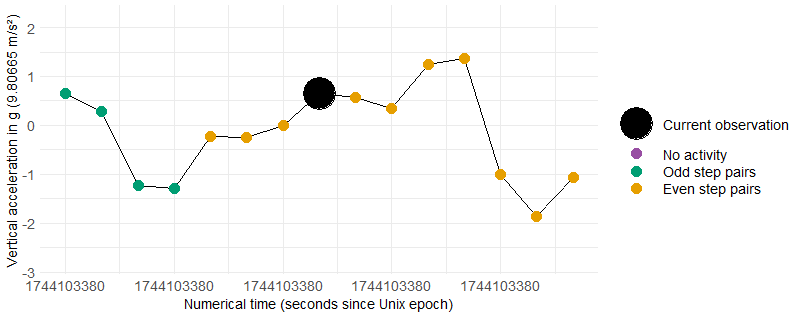 Vertical acceleration in g (9.80665 m/s²)
2
1
0
-1
-2
-3
1744103380 1744103380 1744103380 1744103380 1744103380
Numerical time (seconds since Unix epoch)
Current observation
No activity
Odd step pairs
Even step pairs